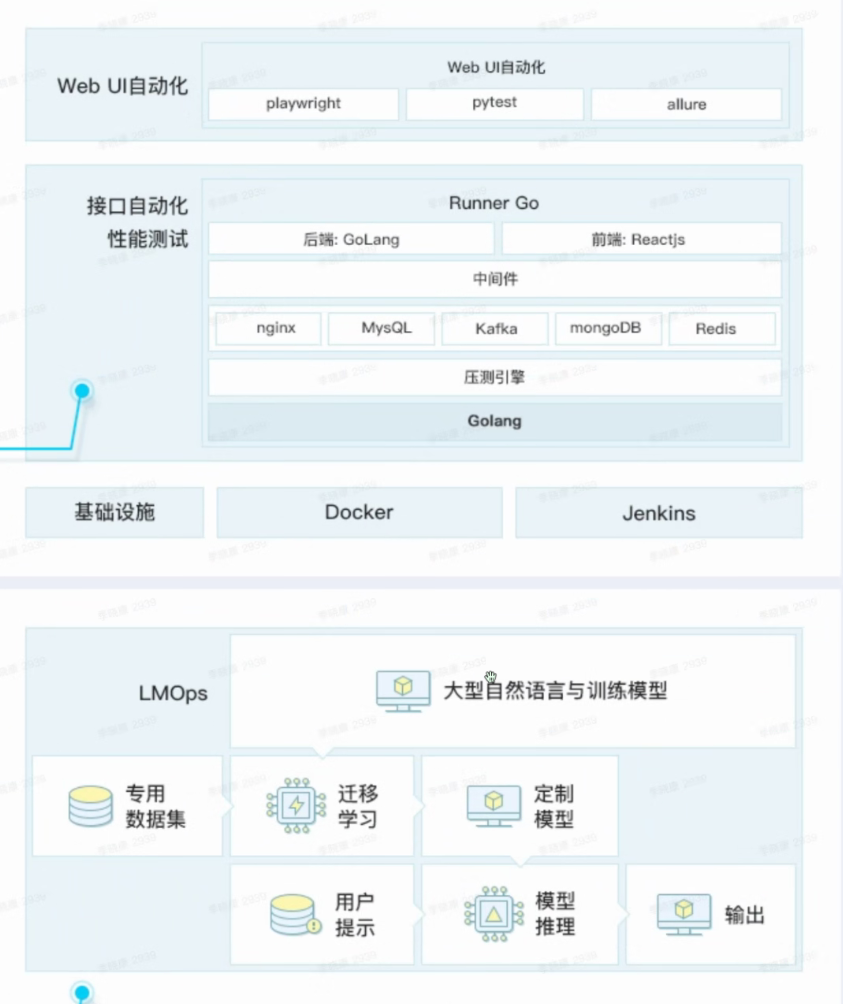 Web UI自动化
Web UI自动化
playwright
pytest
allure
接口自动化
性能测试
Runner Go
后端: GoLang
前端: Reactjs
中间件
nginx
MysQL
Kafka
mongoDB
Redis
压测引擎
Golang
基础设施
Docker
Jenkins
LMOps
大型自然语言与训练模型
专用
数据集
迁移
学习
定制
模型
用户
提示
模型
推理
输出